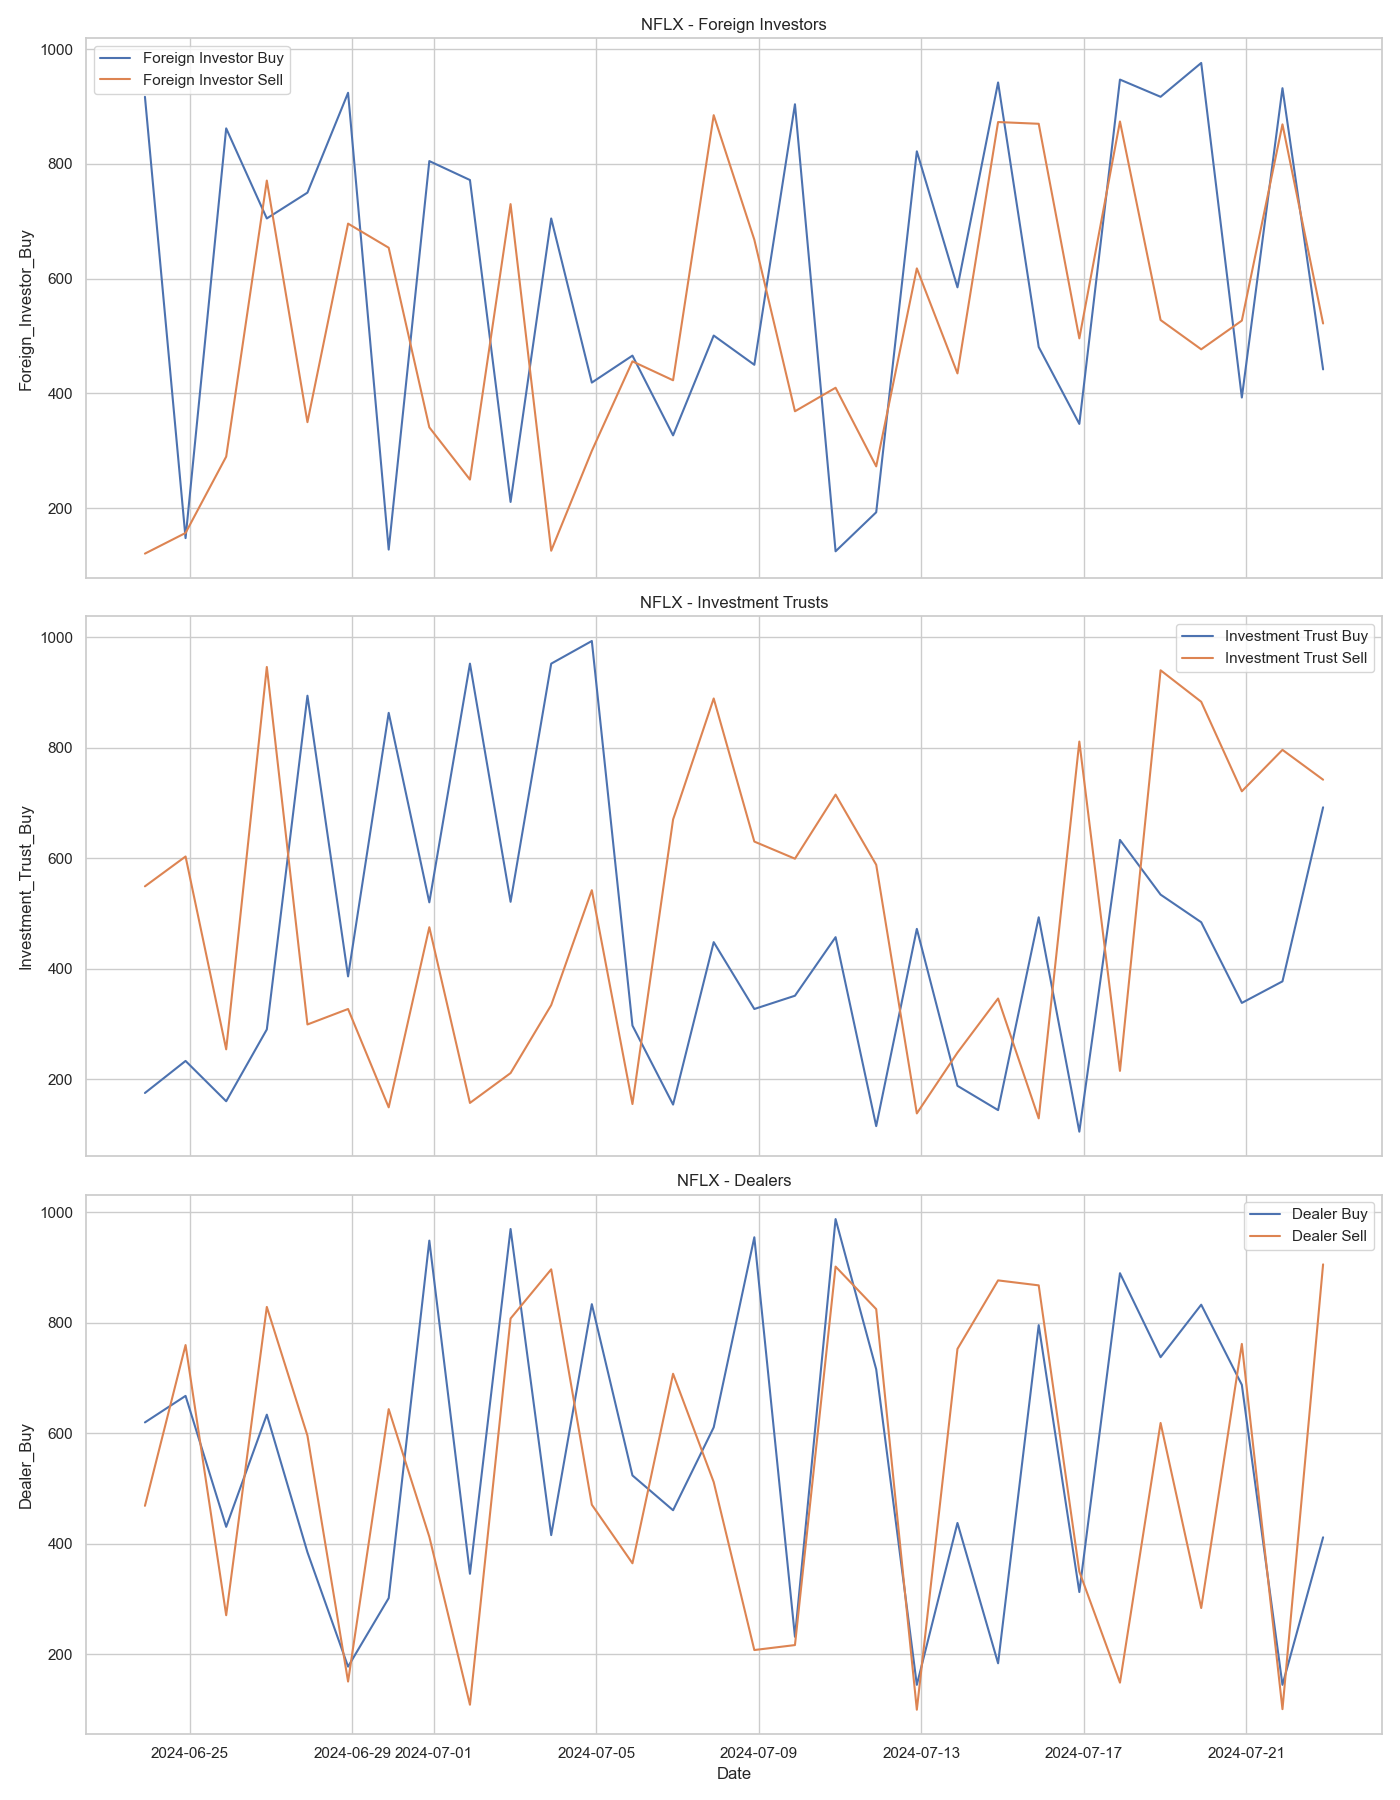 NFLX - Foreign Investors
Foreign Investor Buy
Foreign Investor Sell
1000
800
600
400
200
Foreign_Investor_Buy
NFLX - Investment Trusts
Investment Trust Buy
Investment Trust Sell
1000
800
600
400
200
Investment_Trust_Buy
NFLX - Dealers
Dealer Buy
Dealer Sell
1000
800
600
400
200
Dealer_Buy
2024-06-25 2024-06-29 2024-07-01 2024-07-05 2024-07-09 2024-07-13 2024-07-17 2024-07-21
Date